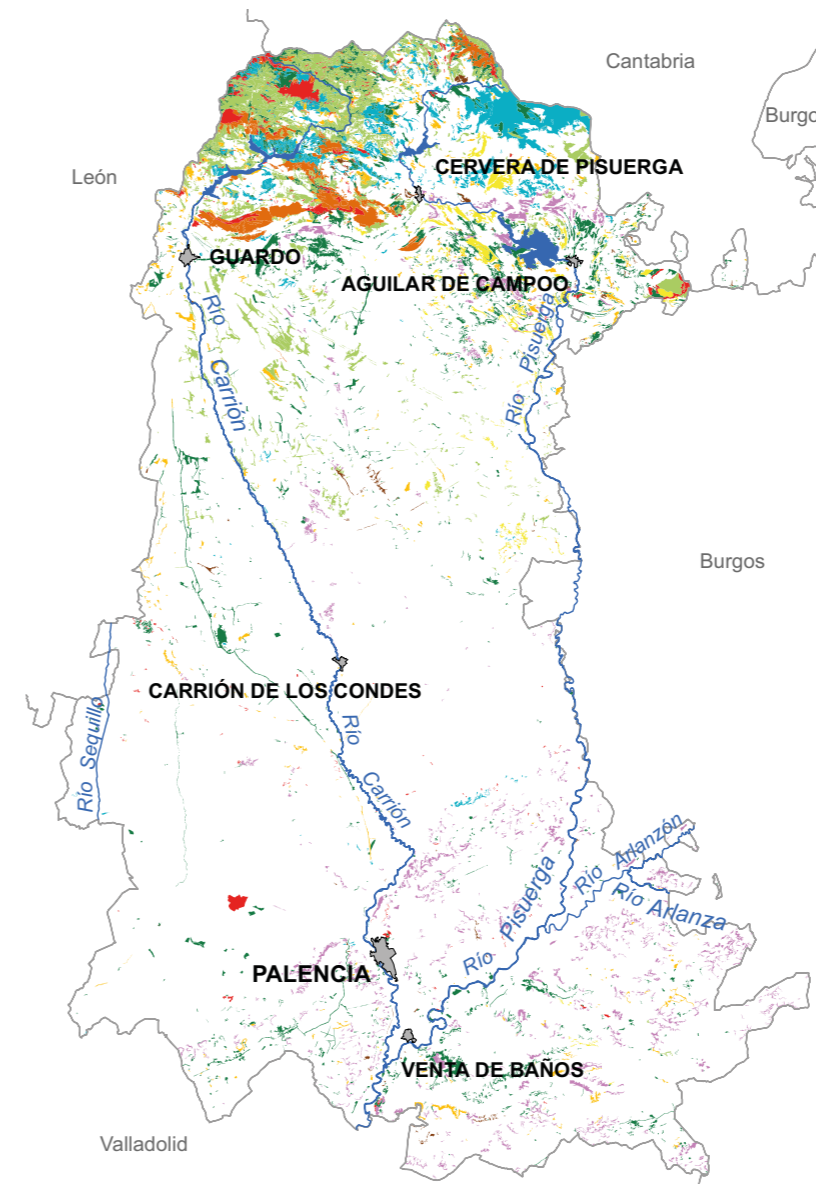 Cantabria
Burgo
León
CERVERA DE PISUERGA
GUARDO
AGUILAR DE CAMPOO
Río Carrión
Río Pisuerga
Burgos
CARRIÓN DE LOS CONDES
Río Sequillo
Río Carrión
Río Arlanzón
Río Arlanza
Río Pisuerga
PALENCIA
VENTA DE BAÑOS
Valladolid